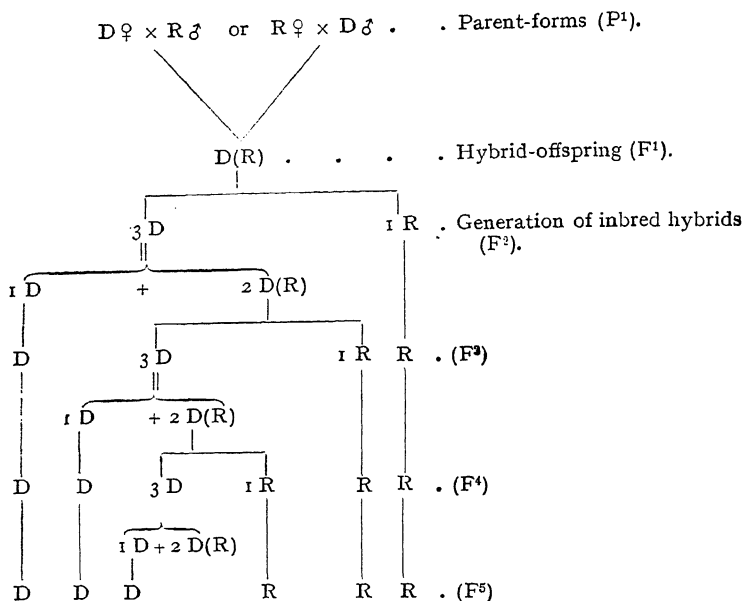 D♀ × R♂ or R♀ × D♂ . . Parent-forms (P¹).
D(R) . . . . Hybrid-offspring (F¹).
3 D 1 R . Generation of inbred hybrids
(F²).
1 D + 2 D(R)
D 3 D 1 R R . (F³)
1 D + 2 D(R)
D D 3 D 1 R R R . (F⁴)
1 D + 2 D(R)
D D D R R R . (F⁵)